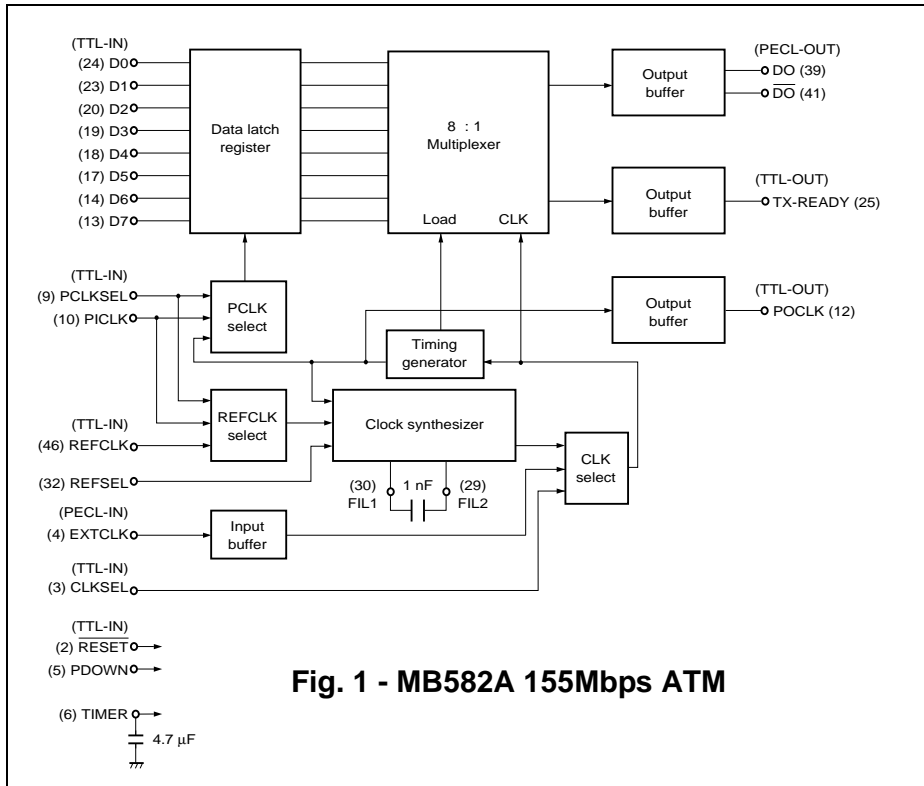 (TTL-IN)
(24) D0
(23) D1
(20) D2
(19) D3
(18) D4
(17) D5
(14) D6
(13) D7
Data latch
register
8 : 1
Multiplexer
Load CLK
Output
buffer
(PECL-OUT)
DO (39)
DO (41)
Output
buffer
(TTL-OUT)
TX-READY (25)
(TTL-IN)
(9) PCLKSEL
(10) PICLK
PCLK
select
Timing
generator
Output
buffer
(TTL-OUT)
POCLK (12)
(TTL-IN)
(46) REFCLK
(32) REFSEL
REFCLK
select
Clock synthesizer
(30) 1 nF (29)
FIL1 FIL2
CLK
select
(PECL-IN)
(4) EXTCLK
Input
buffer
(TTL-IN)
(3) CLKSEL
(TTL-IN)
(2) RESET
(5) PDOWN
(6) TIMER
4.7 µF
Fig. 1 - MB582A 155Mbps ATM